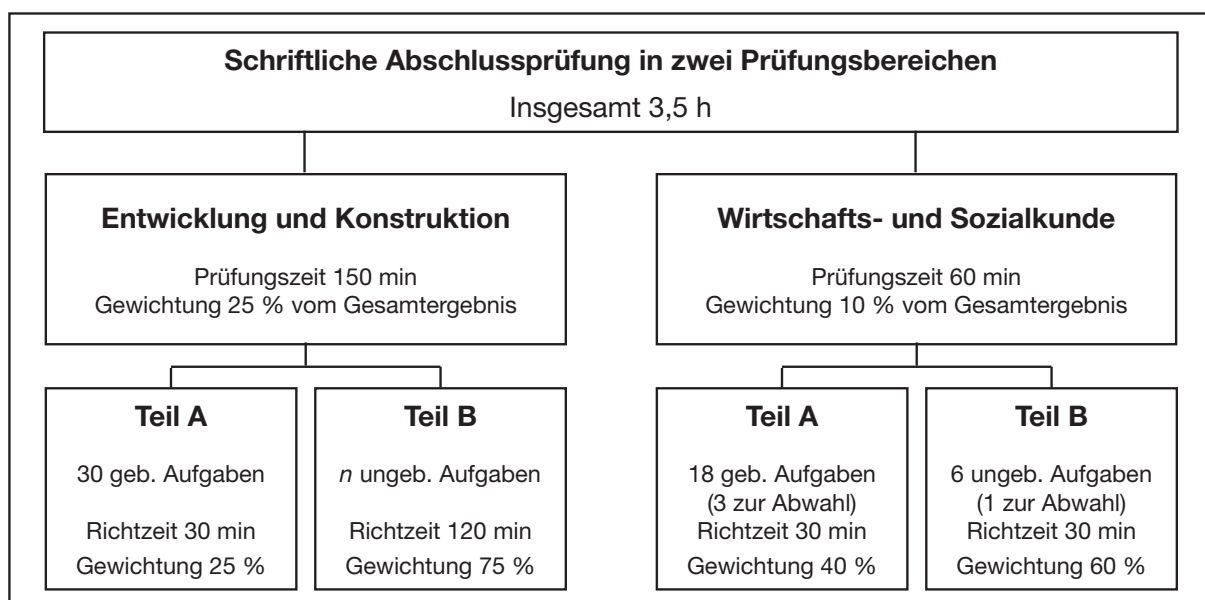 Schriftliche Abschlussprüfung in zwei Prüfungsbereichen
Insgesamt 3,5 h
Entwicklung und Konstruktion
Prüfungszeit 150 min
Gewichtung 25 % vom Gesamtergebnis
Wirtschafts- und Sozialkunde
Prüfungszeit 60 min
Gewichtung 10 % vom Gesamtergebnis
Teil A
30 geb. Aufgaben
Richtzeit 30 min
Gewichtung 25 %
Teil B
n ungeb. Aufgaben
Richtzeit 120 min
Gewichtung 75 %
Teil A
18 geb. Aufgaben
(3 zur Abwahl)
Richtzeit 30 min
Gewichtung 40 %
Teil B
6 ungeb. Aufgaben
(1 zur Abwahl)
Richtzeit 30 min
Gewichtung 60 %